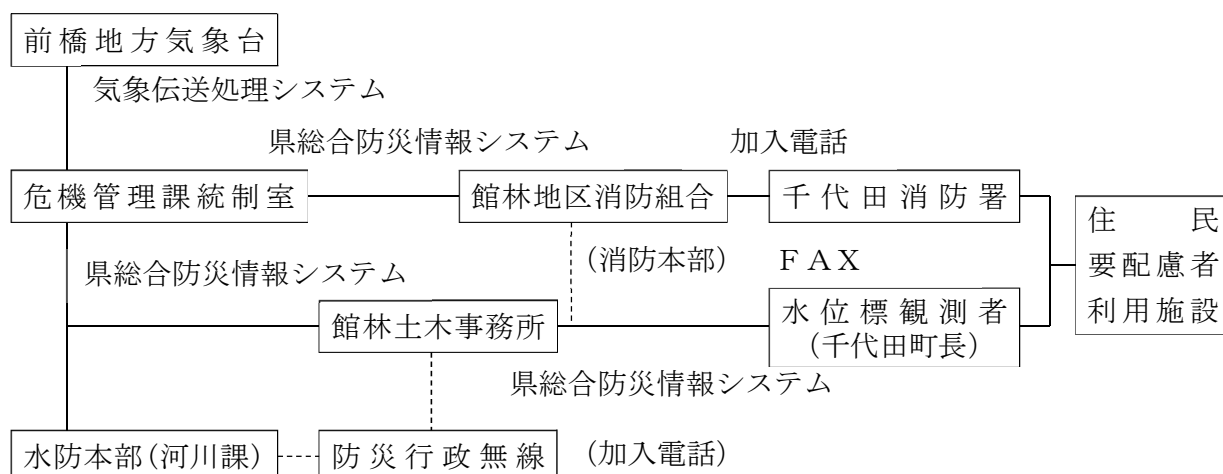 前橋地方気象台
気象伝送処理システム
県総合防災情報システム 加入電話
危機管理課統制室 館林地区消防組合 千代田消防署
住民
要配慮者
利用施設
(消防本部) FAX
県総合防災情報システム
館林土木事務所 水位標観測者
(千代田町長)
県総合防災情報システム
水防本部(河川課) 防災行政無線 (加入電話)